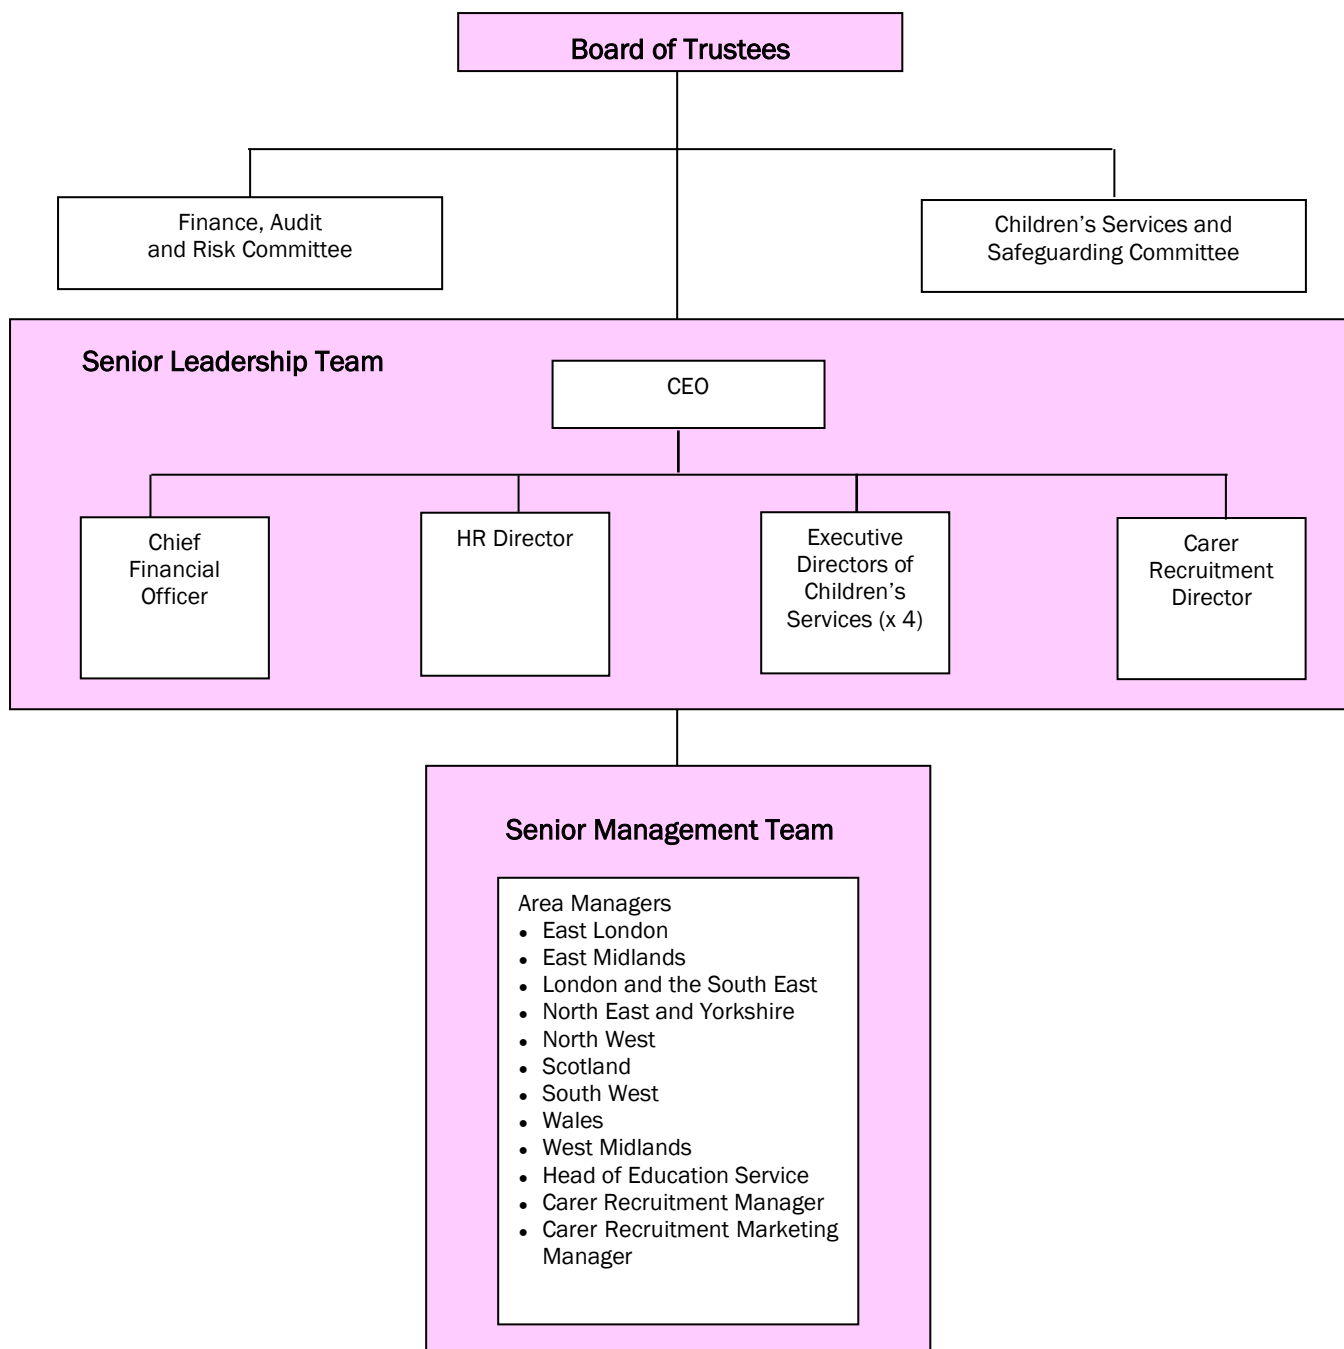 Board of Trustees
Finance, Audit
and Risk Committee
Children’s Services and
Safeguarding Committee
Senior Leadership Team
CEO
Chief
Financial
Officer
HR Director
Executive
Directors of
Children’s
Services (x 4)
Carer
Recruitment
Director
Senior Management Team
Area Managers
• East London
• East Midlands
• London and the South East
• North East and Yorkshire
• North West
• Scotland
• South West
• Wales
• West Midlands
• Head of Education Service
• Carer Recruitment Manager
• Carer Recruitment Marketing
Manager